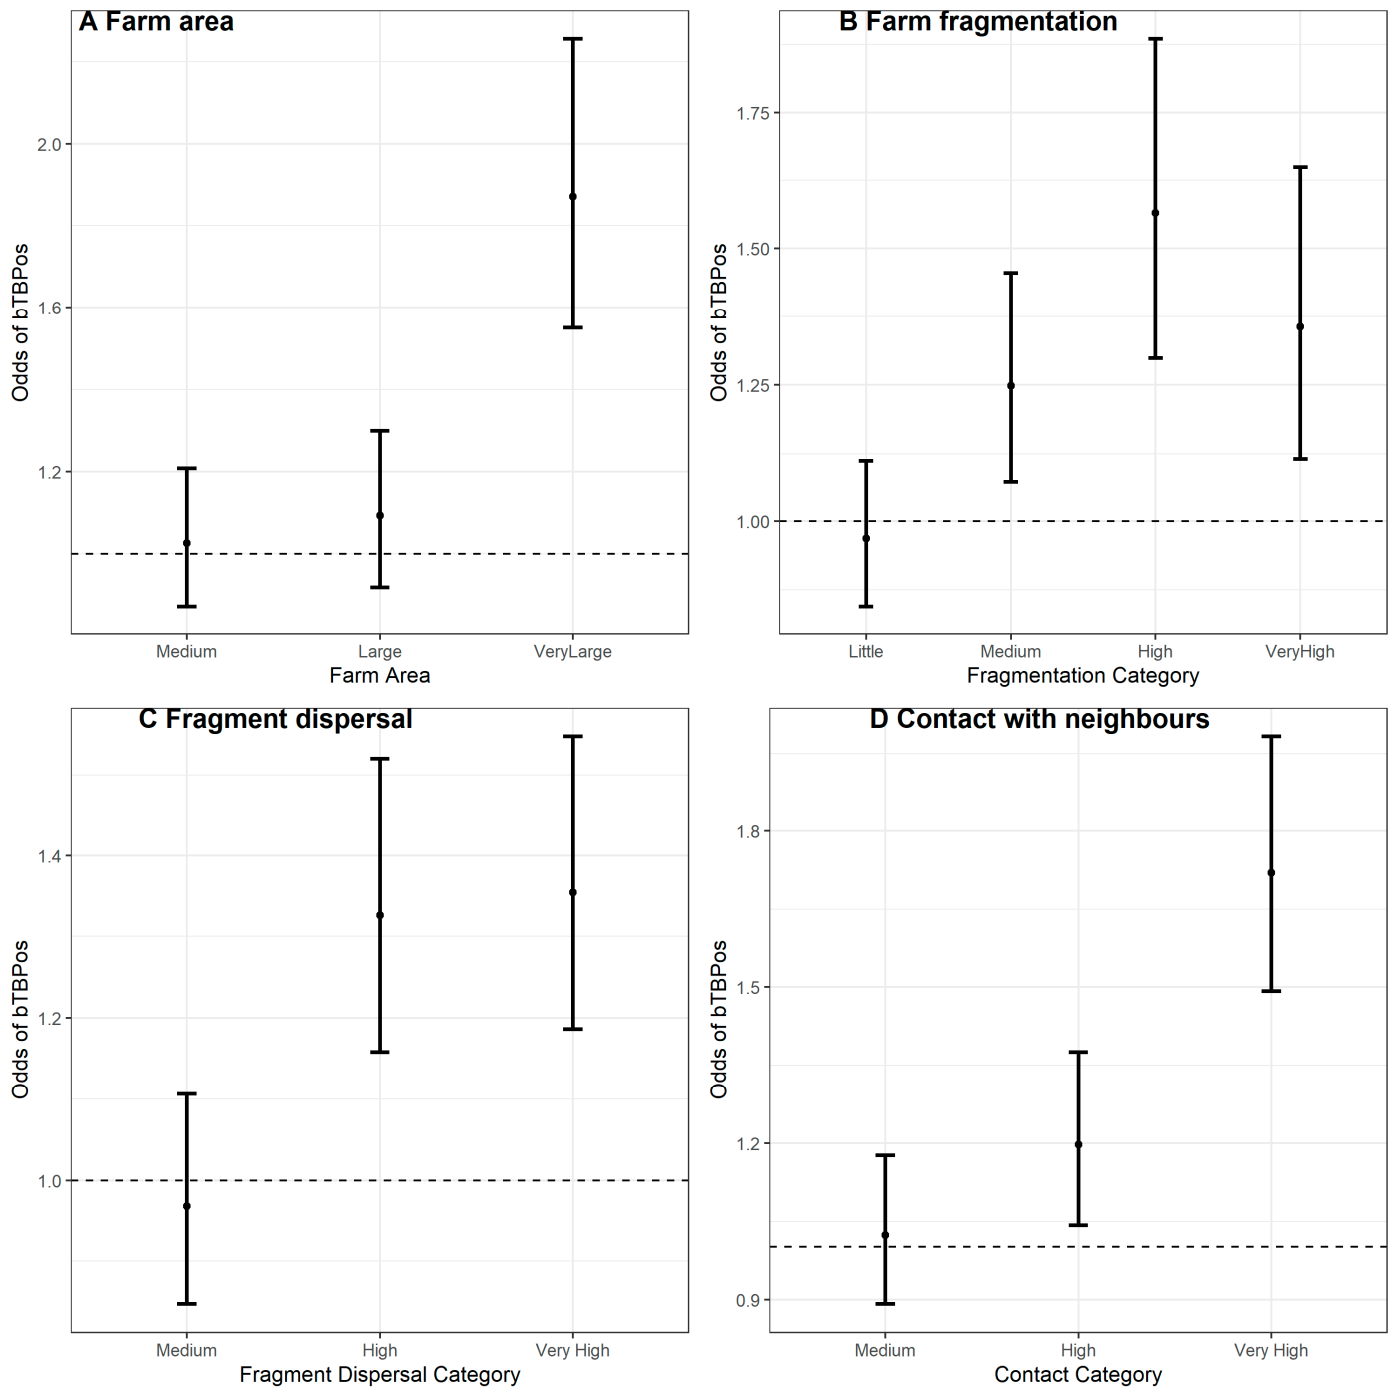 A Farm area
Odds of bTBPos
2.0
1.6
1.2
Medium Large VeryLarge
Farm Area
B Farm fragmentation
Odds of bTBPos
1.75
1.50
1.25
1.00
Little Medium High VeryHigh
Fragmentation Category
C Fragment dispersal
Odds of bTBPos
1.4
1.2
1.0
Medium High Very High
Fragment Dispersal Category
D Contact with neighbours
Odds of bTBPos
1.8
1.5
1.2
0.9
Medium High Very High
Contact Category